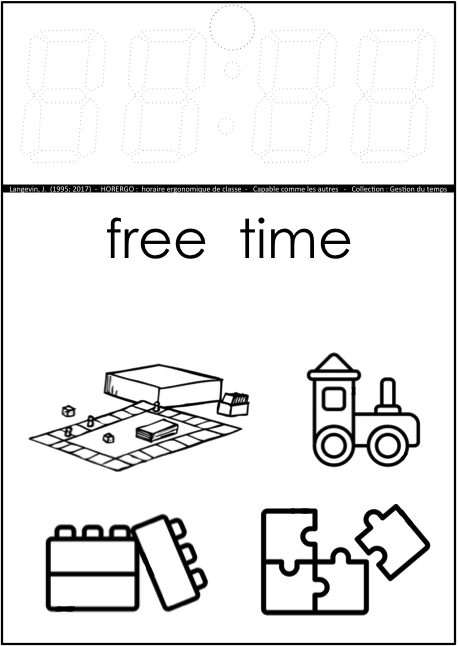 Langevin, J. (1995; 2017) - HORERGO : horaire ergonomique de classe - Capable comme les autres - Collection : Gestion du temps
free time